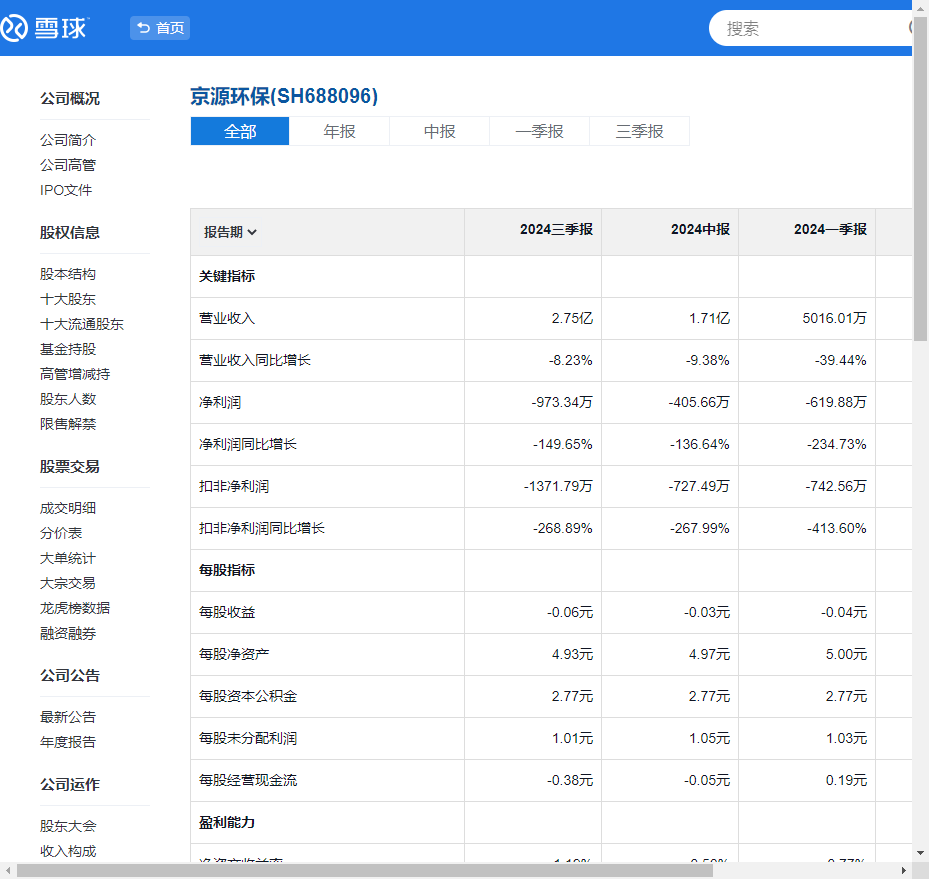 雪球
首页
搜索
公司概况
公司简介
公司高管
IPO文件
股权信息
股本结构
十大股东
十大流通股东
基金持股
高管增减持
股东人数
限售解禁
股票交易
成交明细
分价表
大单统计
大宗交易
龙虎榜数据
融资融券
公司公告
最新公告
年度报告
公司运作
股东大会
收入构成
京源环保(SH688096)
全部 年报 中报 一季报 三季报
报告期 2024三季报 2024中报 2024一季报
关键指标
营业收入 2.75亿 1.71亿 5016.01万
营业收入同比增长 -8.23% -9.38% -39.44%
净利润 -973.34万 -405.66万 -619.88万
净利润同比增长 -149.65% -136.64% -234.73%
扣非净利润 -1371.79万 -727.49万 -742.56万
扣非净利润同比增长 -268.89% -267.99% -413.60%
每股指标
每股收益 -0.06元 -0.03元 -0.04元
每股净资产 4.93元 4.97元 5.00元
每股资本公积金 2.77元 2.77元 2.77元
每股未分配利润 1.01元 1.05元 1.03元
每股经营现金流 -0.38元 -0.05元 0.19元
盈利能力